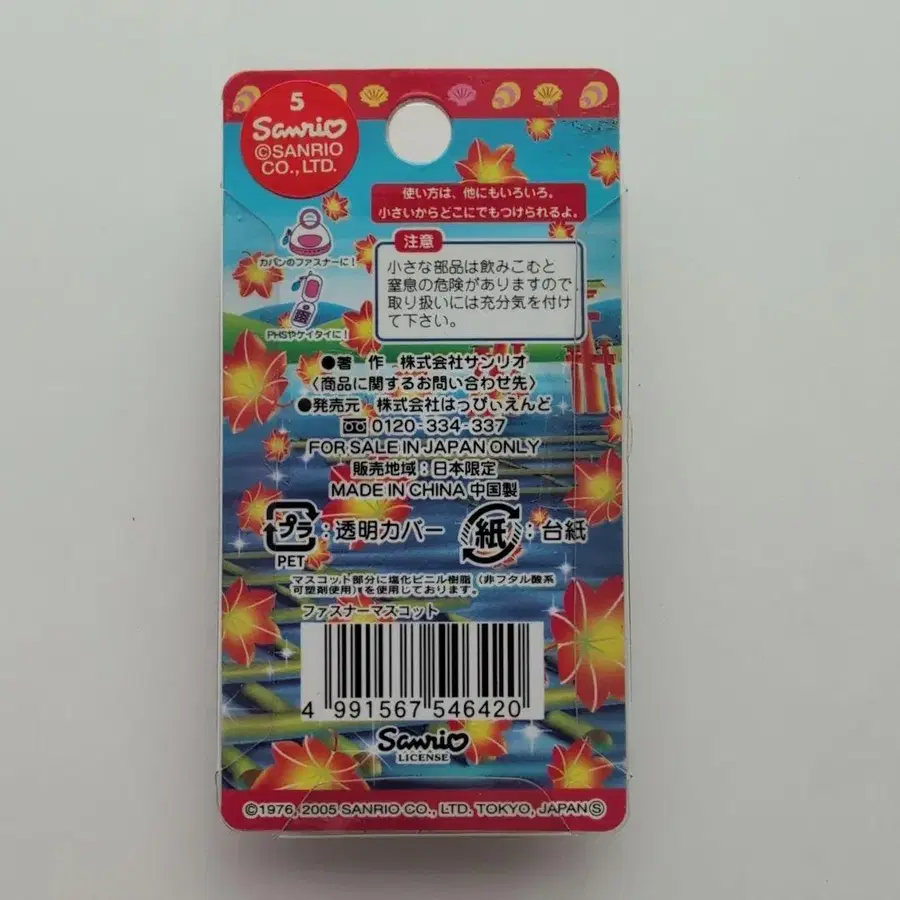 5
Sanrio
©SANRIO
CO.,LTD.
使い方は、他にもいろいろ。
小さいからどこにでもつけられるよ。
カバンのファスナーに!
PHSやケイタイに!
注意
小さな部品は飲みこむと
窒息の危険がありますので
取り扱いには充分気を付け
て下さい。
●著 作 株式会社サンリオ
〈商品に関するお問い合わせ先〉
●発売元 株式会社はっぴぃえんど
0120-334-337
FOR SALE IN JAPAN ONLY
販売地域:日本限定
MADE IN CHINA 中国製
プラ:透明カバー 紙:台紙
PET
マスコット部分に塩化ビニル樹脂(非フタル酸系
可塑剤使用)を使用しております。
ファスナーマスコット
4 991567 546420
Sanrio
LICENSE
©1976, 2005 SANRIO CO., LTD. TOKYO, JAPAN Ⓢ